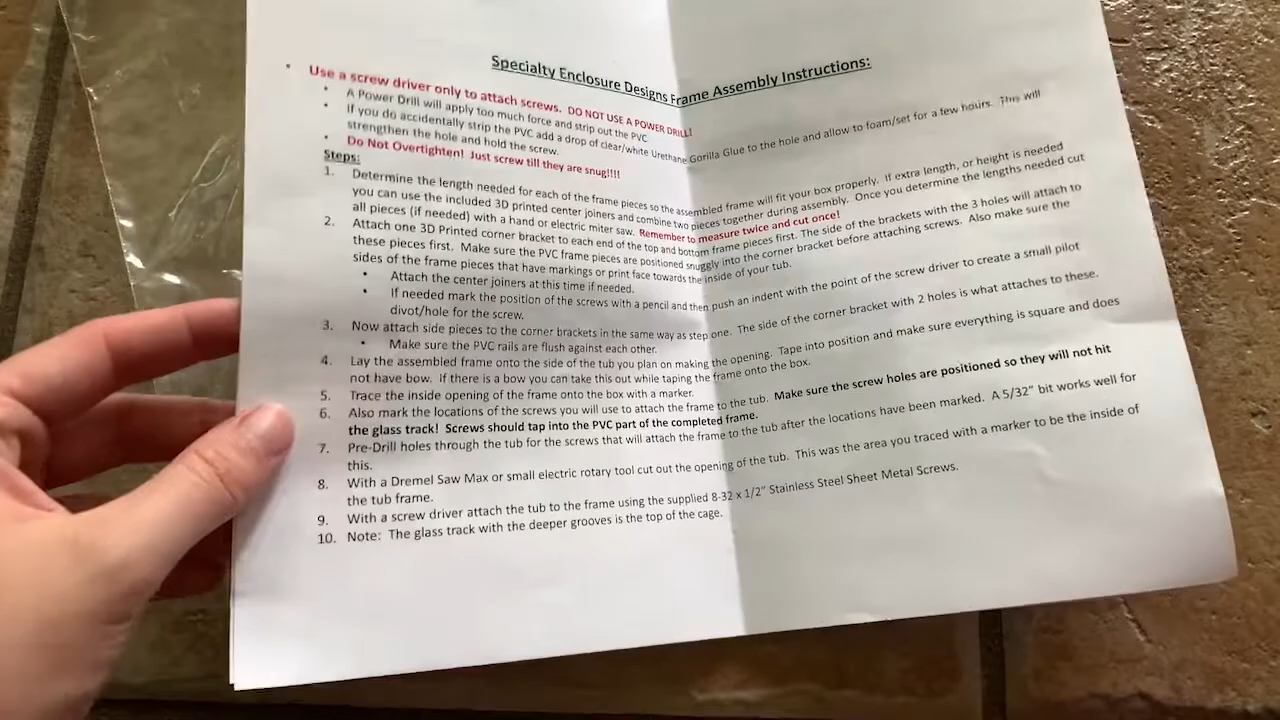 Specialty Enclosure Designs Frame Assembly Instructions:
• Use a screw driver only to attach screws. DO NOT USE A POWER DRILL!
• A Power Drill will apply too much force and strip out the PVC
• If you do accidentally strip the PVC add a drop of clear/white Urethane Gorilla Glue to the hole and allow to foam/set for a few hours. This will
strengthen the hole and hold the screw.
• Do Not Overtighten! Just screw till they are snug!!!!
Steps:
1. Determine the length needed for each of the frame pieces so the assembled frame will fit your box properly. If extra length, or height is needed
you can use the included 3D printed center joiners and combine two pieces together during assembly. Once you determine the lengths needed cut
all pieces (if needed) with a hand or electric miter saw. Remember to measure twice and cut once!
2. Attach one 3D Printed corner bracket to each end of the top and bottom frame pieces first. The side of the brackets with the 3 holes will attach to
these pieces first. Make sure the PVC frame pieces are positioned snuggly into the corner bracket before attaching screws. Also make sure the
sides of the frame pieces that have markings or print face towards the inside of your tub.
• Attach the center joiners at this time if needed.
• If needed mark the position of the screws with a pencil and then push an indent with the point of the screw driver to create a small pilot
divot/hole for the screw.
3. Now attach side pieces to the corner brackets in the same way as step one. The side of the corner bracket with 2 holes is what attaches to these.
• Make sure the PVC rails are flush against each other.
4. Lay the assembled frame onto the side of the tub you plan on making the opening. Tape into position and make sure everything is square and does
not have bow. If there is a bow you can take this out while taping the frame onto the box.
5. Trace the inside opening of the frame onto the box with a marker.
6. Also mark the locations of the screws you will use to attach the frame to the tub. Make sure the screw holes are positioned so they will not hit
the glass track! Screws should tap into the PVC part of the completed frame.
7. Pre-Drill holes through the tub for the screws that will attach the frame to the tub after the locations have been marked. A 5/32" bit works well for
this.
8. With a Dremel Saw Max or small electric rotary tool cut out the opening of the tub. This was the area you traced with a marker to be the inside of
the tub frame.
9. With a screw driver attach the tub to the frame using the supplied 8-32 x 1/2" Stainless Steel Sheet Metal Screws.
10. Note: The glass track with the deeper grooves is the top of the cage.